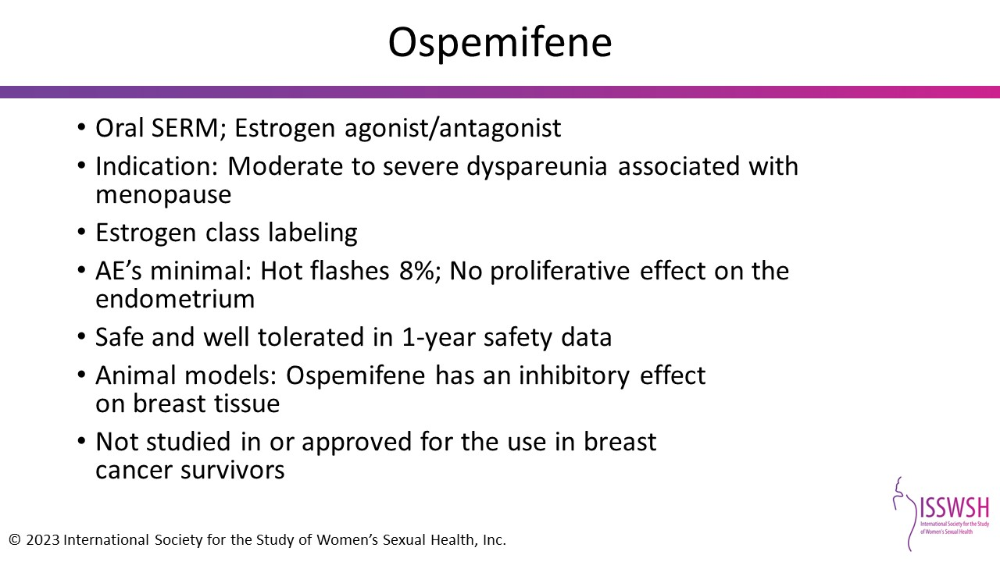 Ospemifene
• Oral SERM; Estrogen agonist/antagonist
• Indication: Moderate to severe dyspareunia associated with
menopause
• Estrogen class labeling
• AE’s minimal: Hot flashes 8%; No proliferative effect on the
endometrium
• Safe and well tolerated in 1-year safety data
• Animal models: Ospemifene has an inhibitory effect
on breast tissue
• Not studied in or approved for the use in breast
cancer survivors
ISSWSH
International Society for the Study
of Women's Sexual Health
© 2023 International Society for the Study of Women’s Sexual Health, Inc.